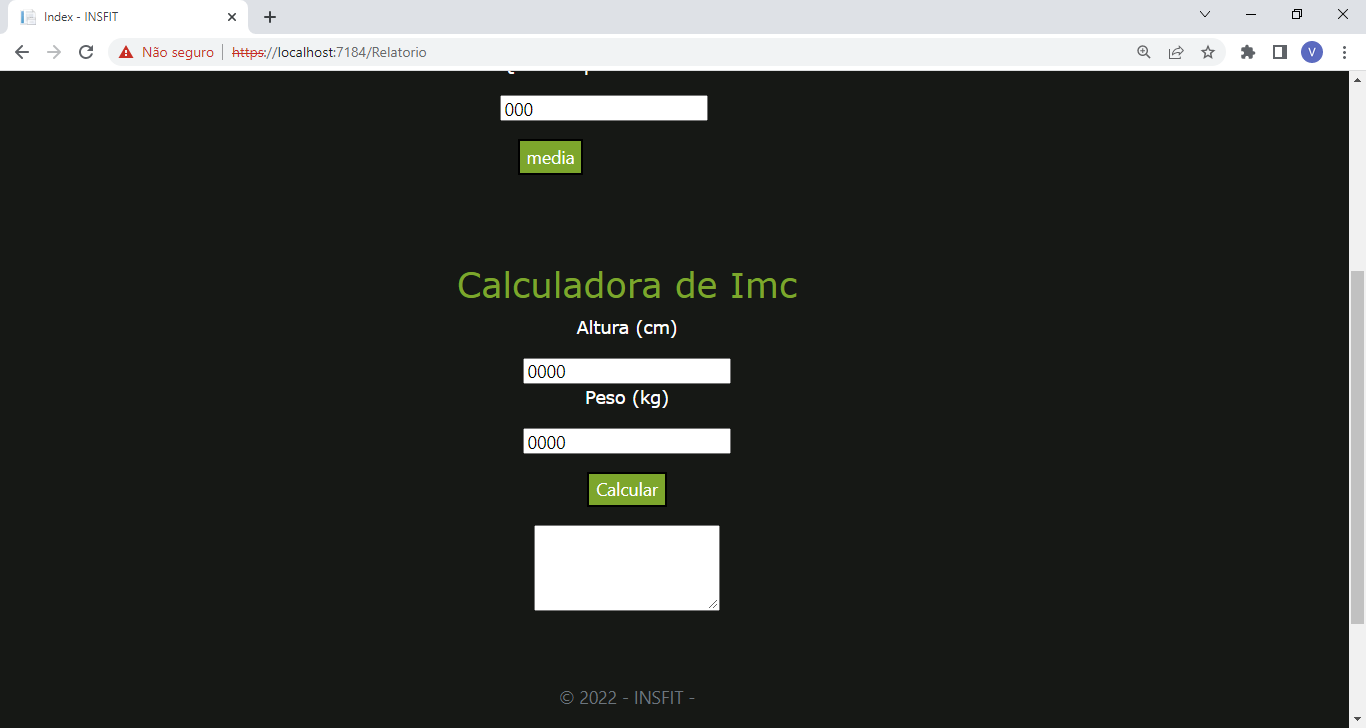 Index - INSFIT
Não seguro https://localhost:7184/Relatorio
V
000
media
Calculadora de Imc
Altura (cm)
0000
Peso (kg)
0000
Calcular
© 2022 - INSFIT -